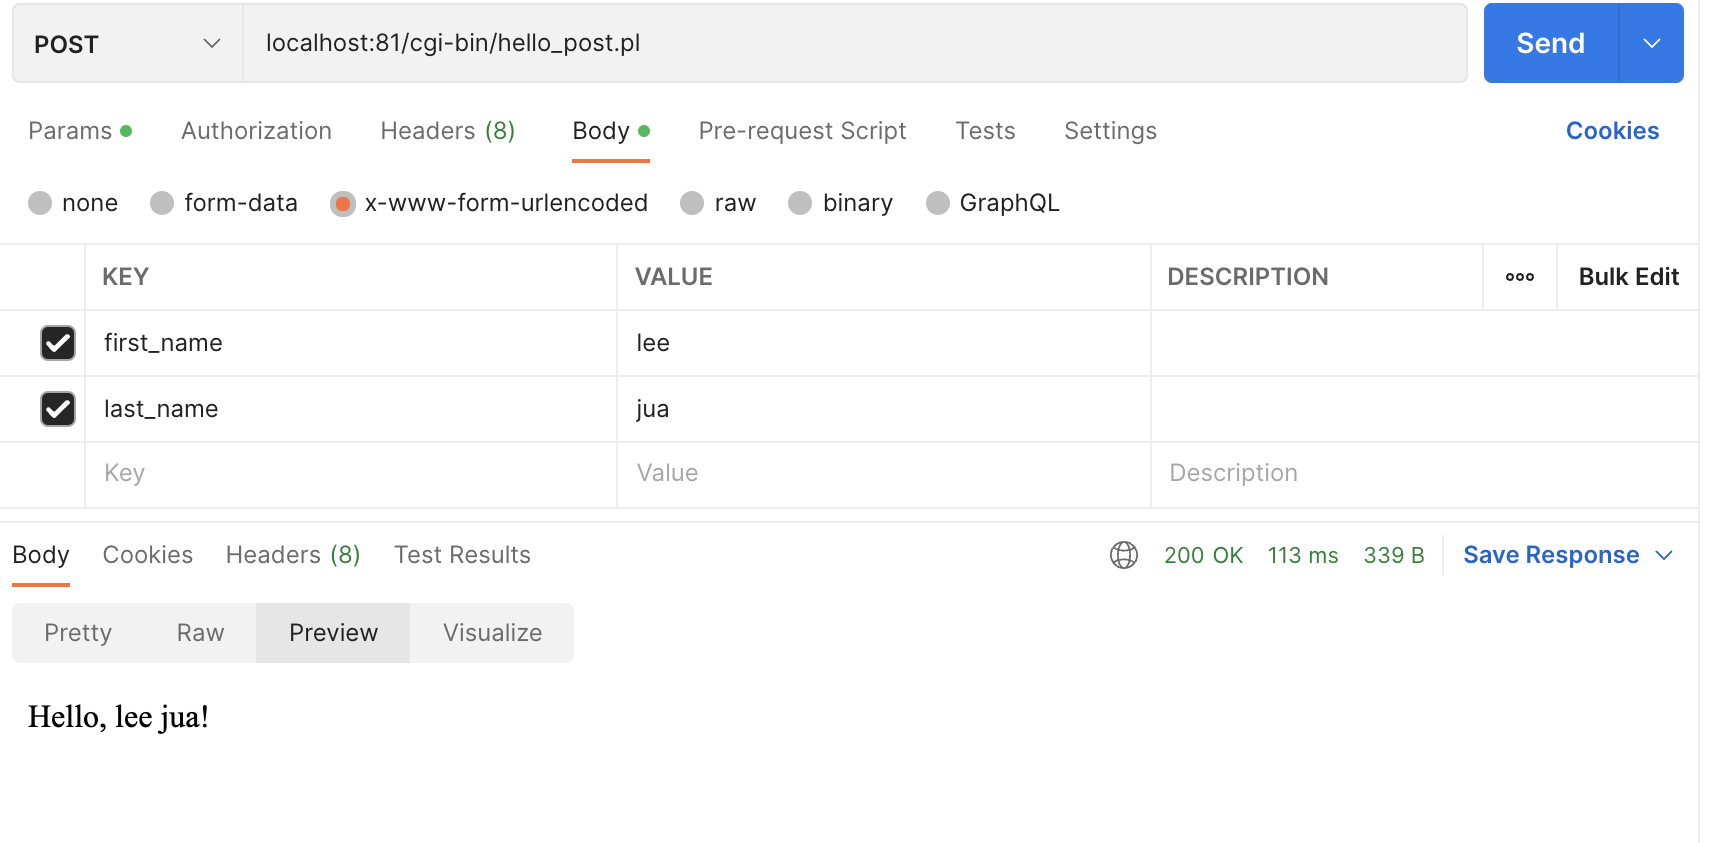 POST localhost:81/cgi-bin/hello_post.pl Send
Params Authorization Headers (8) Body Pre-request Script Tests Settings Cookies
none form-data x-www-form-urlencoded raw binary GraphQL
KEY VALUE DESCRIPTION Bulk Edit
first_name lee
last_name jua
Key Value Description
Body Cookies Headers (8) Test Results 200 OK 113 ms 339 B Save Response
Pretty Raw Preview Visualize
Hello, lee jua!